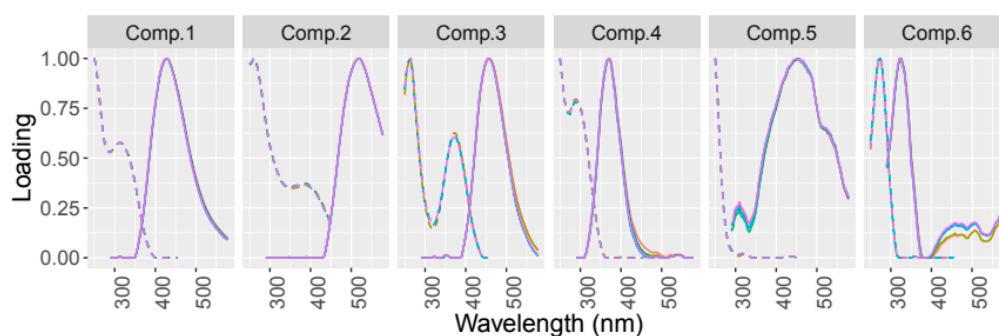 Comp.1 Comp.2 Comp.3 Comp.4 Comp.5 Comp.6
Loading
1.00
0.75
0.50
0.25
0.00
300 400 500 300 400 500 300 400 500 300 400 500 300 400 500 300 400 500
Wavelength (nm)